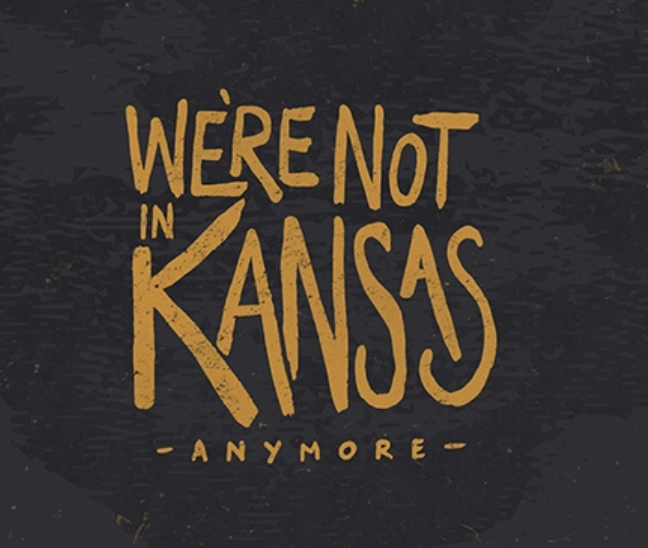 WE'RE NOT
IN
KANSAS
- ANYMORE -